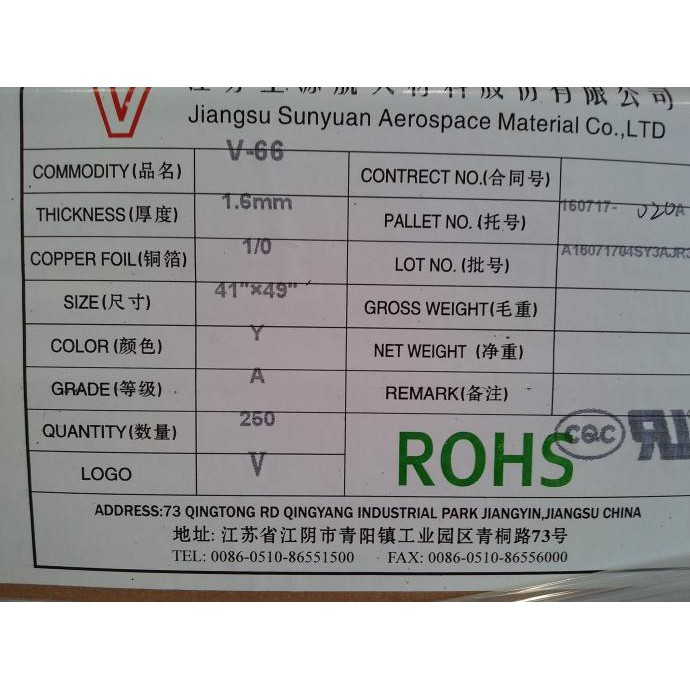 V
Jiangsu Sunyuan Aerospace Material Co.,LTD
COMMODITY(品名) V-66 CONTRECT NO.(合同号)
THICKNESS(厚度) 1.6mm PALLET NO. (托号) 160717- 020A
COPPER FOIL(铜箔) 1/0 LOT NO. (批号) A16071704SY3AJR
SIZE(尺寸) 41"×49" GROSS WEIGHT(毛重)
COLOR(颜色) Y NET WEIGHT (净重)
GRADE(等级) A REMARK(备注)
QUANTITY(数量) 250
LOGO V
ROHS CQC
ADDRESS:73 QINGTONG RD QINGYANG INDUSTRIAL PARK JIANGYIN,JIANGSU CHINA
地址: 江苏省江阴市青阳镇工业园区青桐路73号
TEL: 0086-0510-86551500 FAX: 0086-0510-86556000